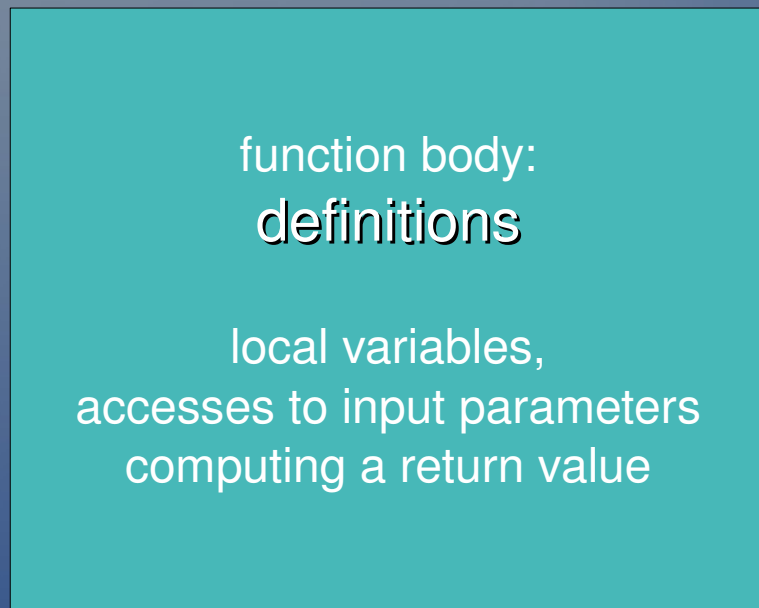 function body:
definitions
local variables,
accesses to input parameters
computing a return value